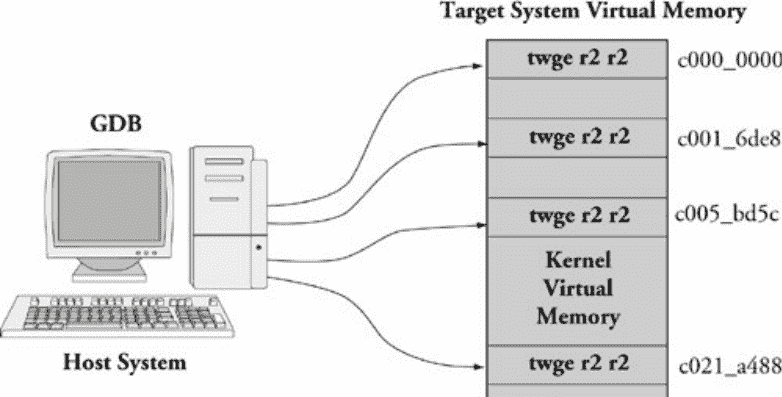 Target System Virtual Memory
twge r2 r2 c000_0000
GDB
twge r2 r2 c001_6de8
twge r2 r2 c005_bd5c
Kernel
Virtual
Memory
Host System
twge r2 r2 c021_a488